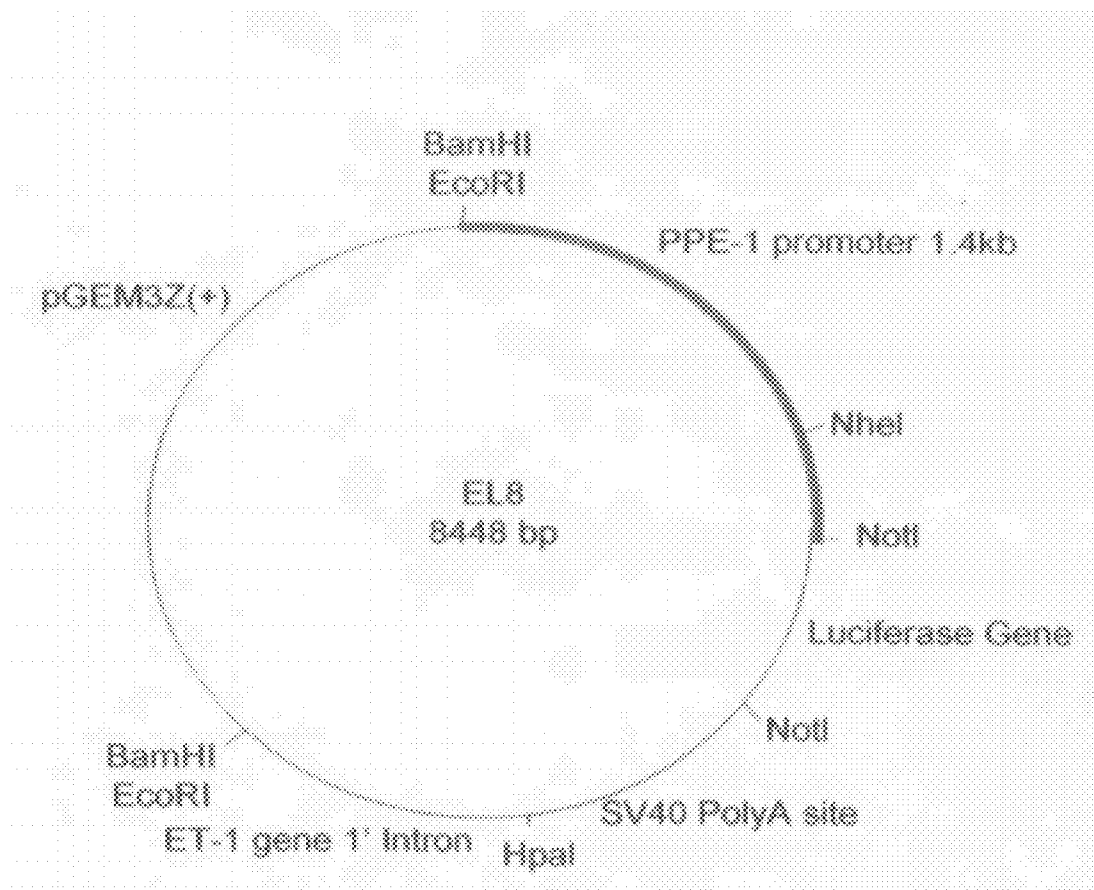 BamHI
EcoRI
PPE-1 promoter 1.4kb
pGEM3Z(+)
NheI
EL8
8448 bp
NotI
Luciferase Gene
NotI
BamHI
EcoRI
SV40 PolyA site
ET-1 gene 1' Intron
HpaI